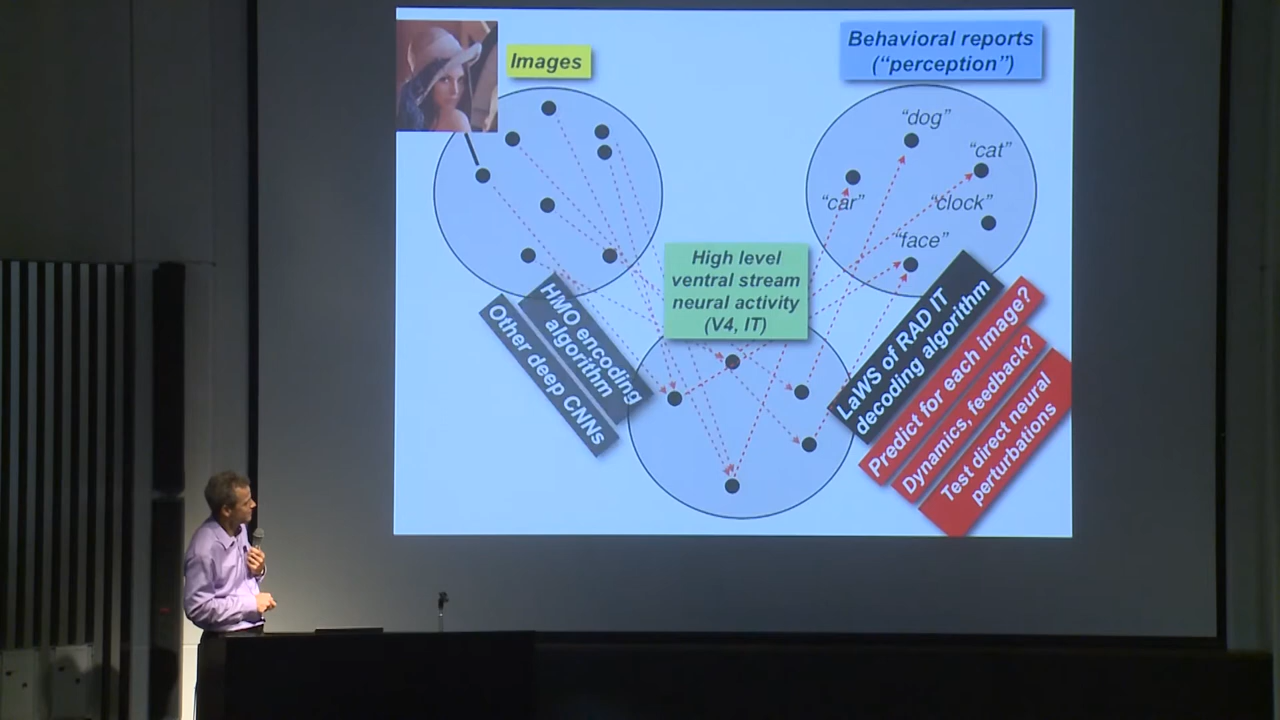 Images
Behavioral reports
(“perception”)
“dog”
“cat”
“car”
“clock”
“face”
High level
ventral stream
neural activity
(V4, IT)
HMO encoding
algorithm
Other deep CNNs
LaWS of RAD IT
decoding algorithm
Predict for each image?
Dynamics, feedback?
Test direct neural
perturbations